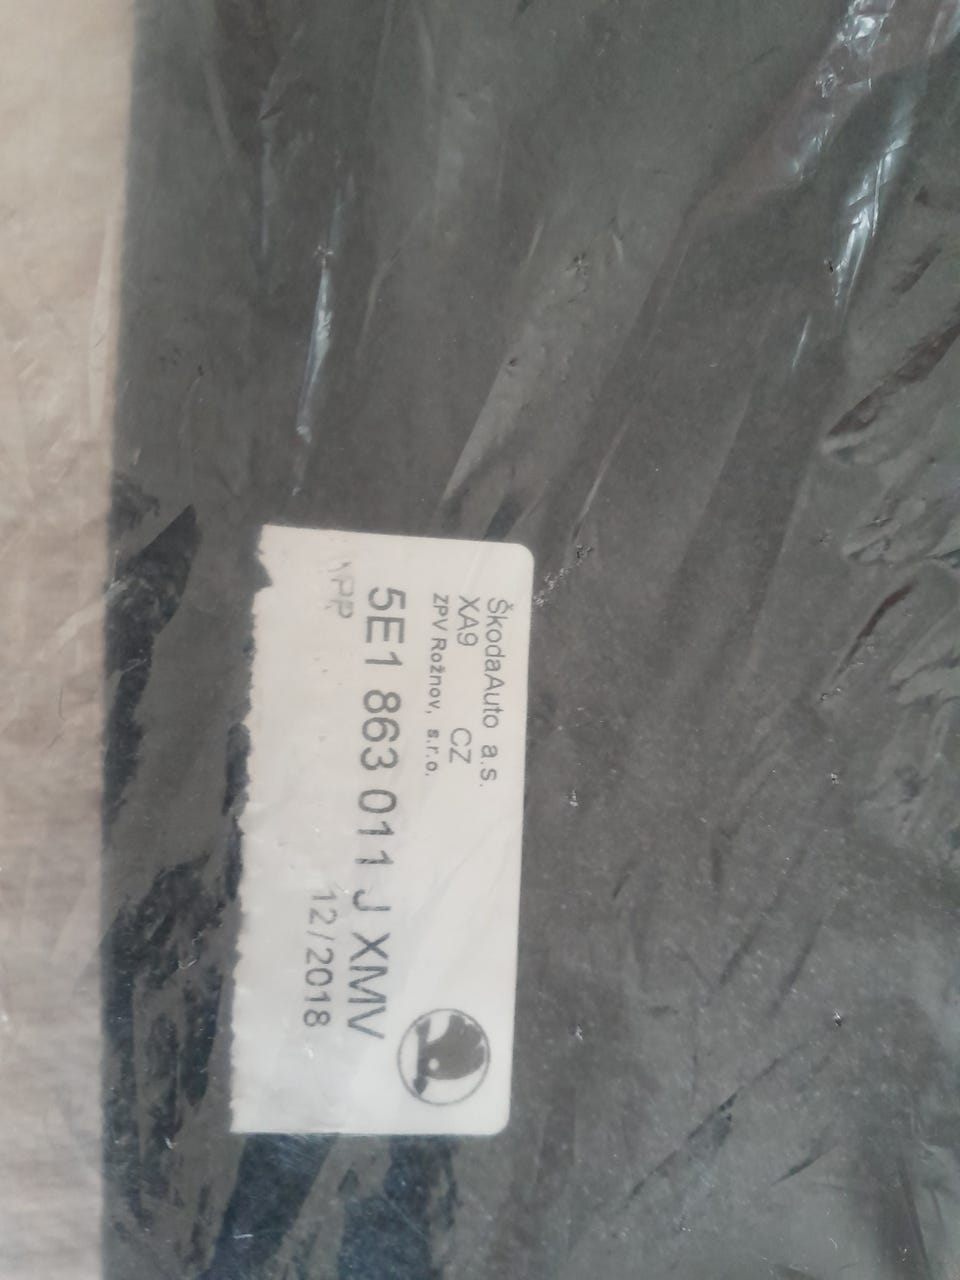 ŠkodaAuto a.s.
XA9 CZ
ZPV Rožnov, s.r.o.
5E1 863 011 J XMV
12/2018